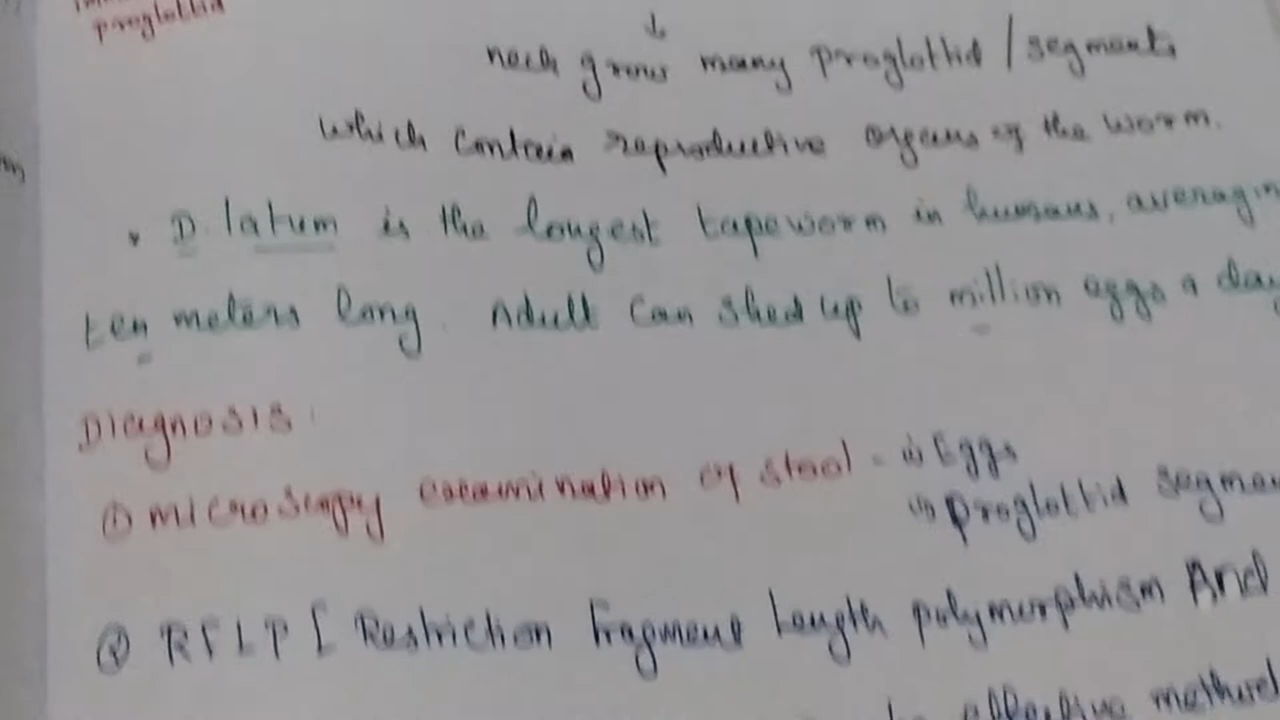 proglottid
neck grows many proglottid / segments
which contain reproductive organs of the worm.
• D. latum is the longest tapeworm in humans, averagin
ten meters long. Adult can shed up to million eggs a day
Diagnosis:
① microscopy examination of stool - i) Eggs
ii) proglottid segmen
② RFLP [ Restriction Fragment Length polymorphism And
effective method